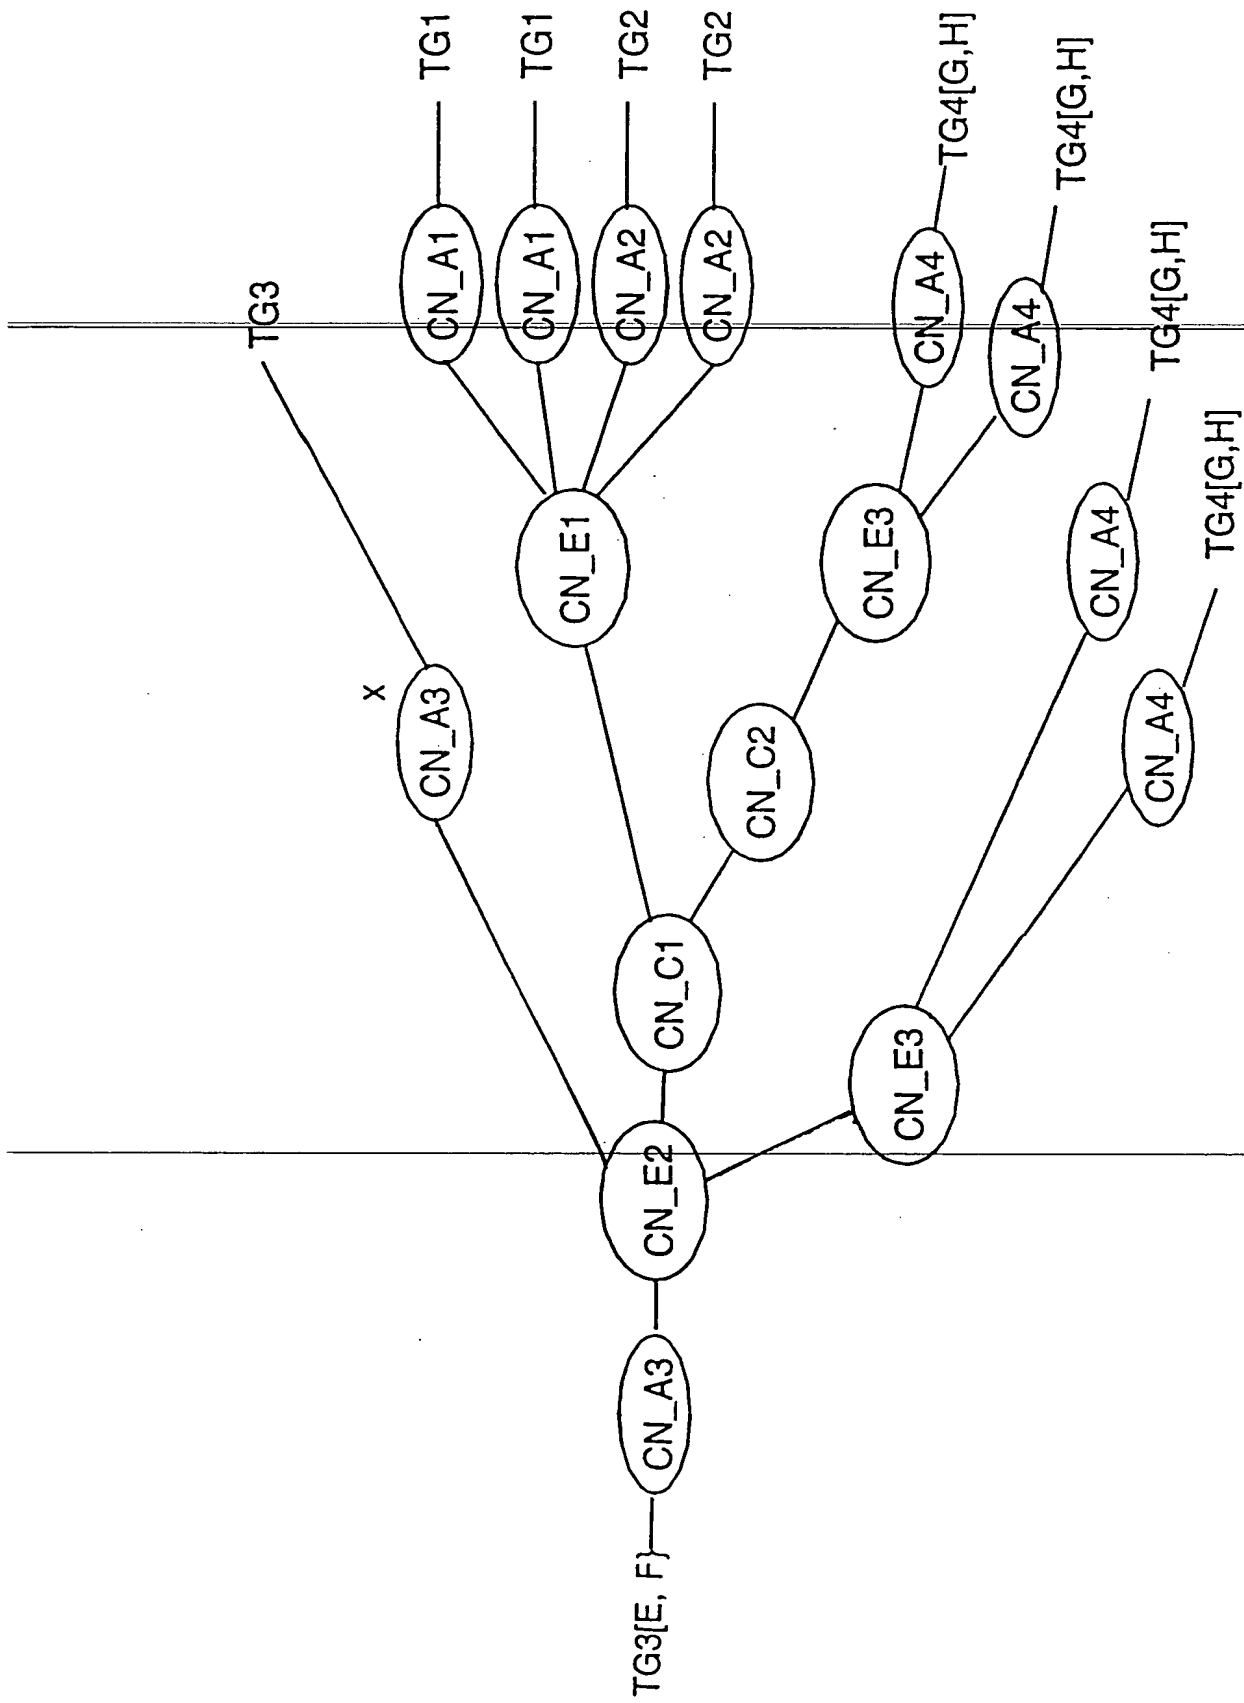 TG3[E, F}
CN_A3
CN_E2
CN_A3
X
TG3
CN_C1
CN_E1
CN_A1
TG1
CN_A1
TG1
CN_A2
TG2
CN_A2
TG2
CN_C2
CN_E3
CN_A4
TG4[G,H]
CN_A4
TG4[G,H]
CN_E3
CN_A4
TG4[G,H]
CN_A4
TG4[G,H]